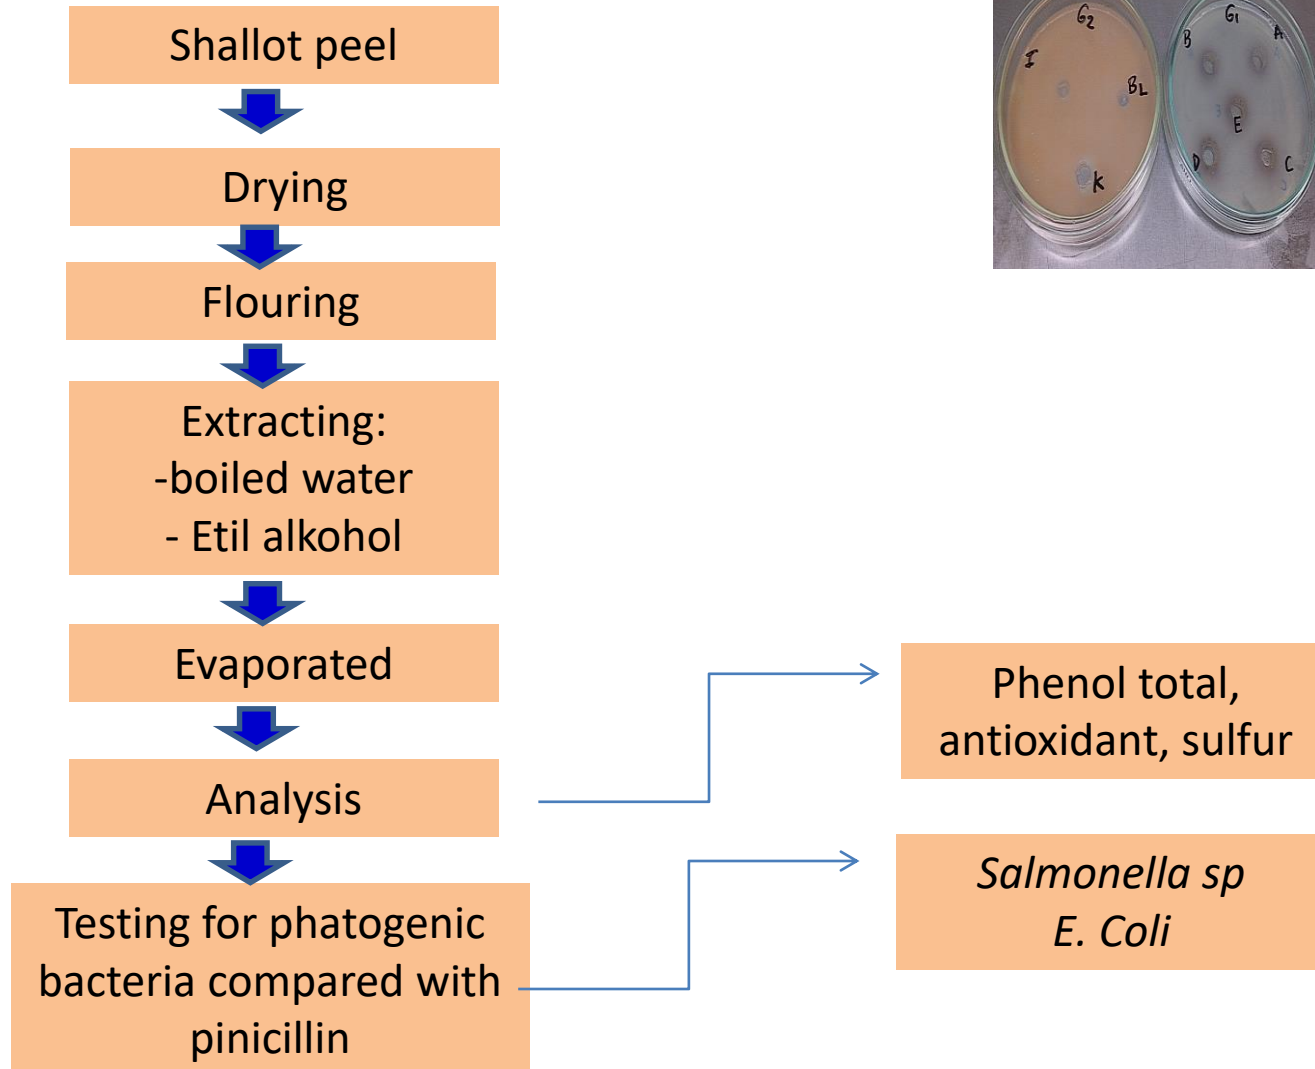 Shallot peel
Drying
Flouring
Extracting:
-boiled water
- Etil alkohol
Evaporated
Analysis
Testing for phatogenic
bacteria compared with
pinicillin
Phenol total,
antioxidant, sulfur
Salmonella sp
E. Coli
G2
I
BL
K
G1
B
A
E
D
C